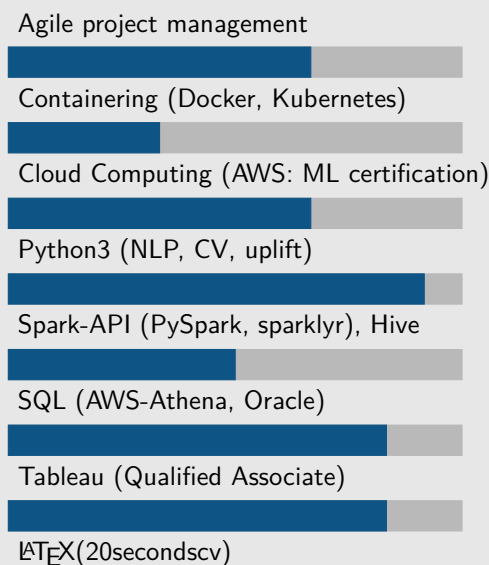 Agile project management
Containering (Docker, Kubernetes)
Cloud Computing (AWS: ML certification)
Python3 (NLP, CV, uplift)
Spark-API (PySpark, sparklyr), Hive
SQL (AWS-Athena, Oracle)
Tableau (Qualified Associate)
LATEX(20secondscv)